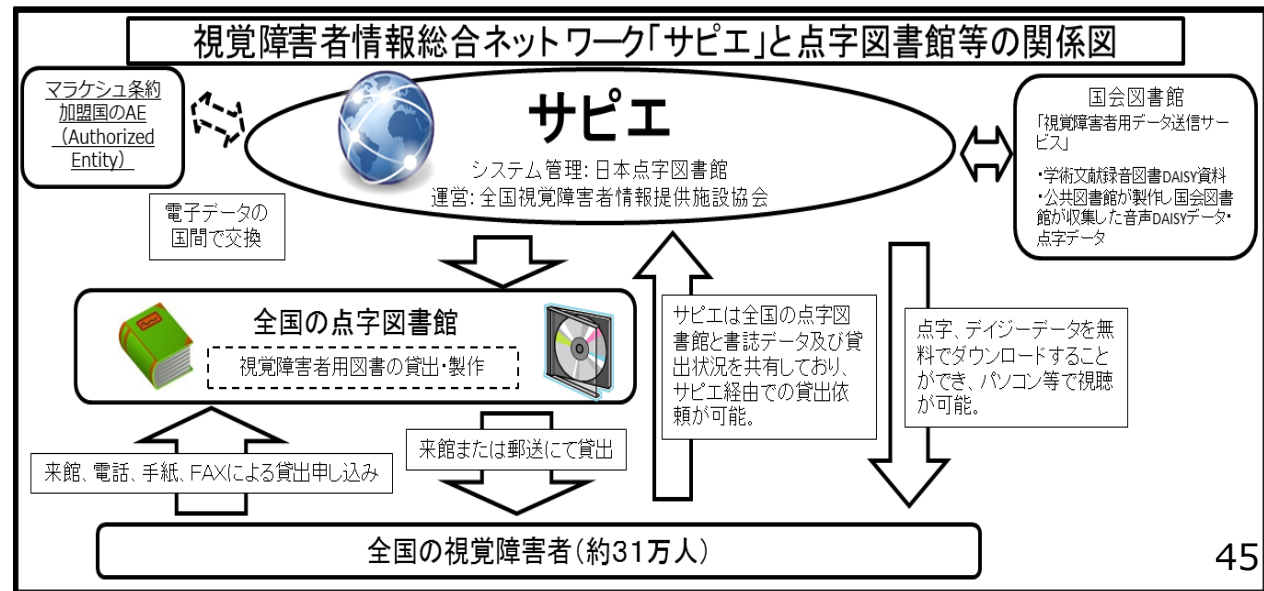 視覚障害者情報総合ネットワーク「サピエ」と点字図書館等の関係図
マラケシュ条約
加盟国のAE
(Authorized
Entity)
サピエ
システム管理:日本点字図書館
運営:全国視覚障害者情報提供施設協会
国会図書館
「視覚障害者用データ送信サー
ビス」
・学術文献録音図書DAISY資料
・公共図書館が製作し国会図書
館が収集した音声DAISYデータ・
点字データ
電子データの
国間で交換
全国の点字図書館
視覚障害者用図書の貸出・製作
サピエは全国の点字図
書館と書誌データ及び貸
出状況を共有しており、
サピエ経由での貸出依
頼が可能。
点字、デイジーデータを無
料でダウンロードすること
ができ、パソコン等で視聴
が可能。
来館、電話、手紙、FAXによる貸出申し込み
来館または郵送にて貸出
全国の視覚障害者(約31万人)
45